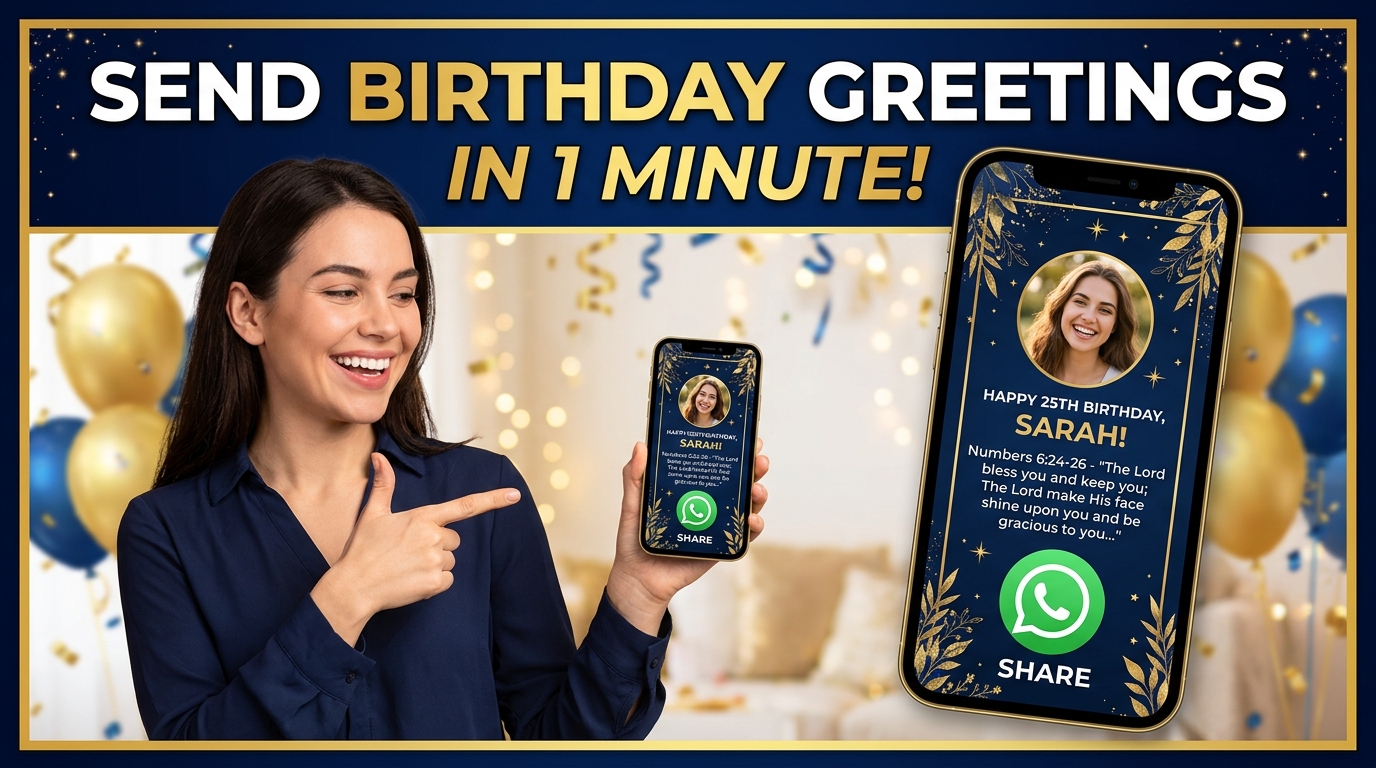 SEND BIRTHDAY GREETINGS
IN 1 MINUTE!
HAPPY 25TH BIRTHDAY,
SARAH!
Numbers 6:24-26 - "The Lord
bless you and keep you;
The Lord make His face
shine upon you and be
gracious to you..."
SHARE
SARAH!
SHARE